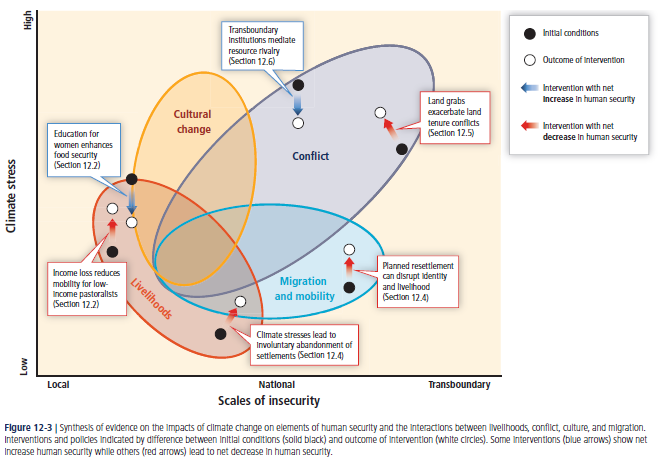 High
Climate stress
Low
Local
National
Transboundary
Scales of insecurity
Transboundary
institutions mediate
resource rivalry
(Section 12.6)
Education for
women enhances
food security
(Section 12.2)
Cultural
change
Conflict
Land grabs
exacerbate land
tenure conflicts
(Section 12.5)
Income loss reduces
mobility for low-
income pastoralists
(Section 12.2)
Livelihoods
Migration
and mobility
Planned resettlement
can disrupt identity
and livelihood
(Section 12.4)
Climate stresses lead to
involuntary abandonment of
settlements (Section 12.4)
Initial conditions
Outcome of intervention
Intervention with net
increase in human security
Intervention with net
decrease in human security
Figure 12-3 | Synthesis of evidence on the impacts of climate change on elements of human security and the interactions between livelihoods, conflict, culture, and migration.
Interventions and policies indicated by difference between initial conditions (solid black) and outcome of intervention (white circles). Some interventions (blue arrows) show net
increase human security while others (red arrows) lead to net decrease in human security.